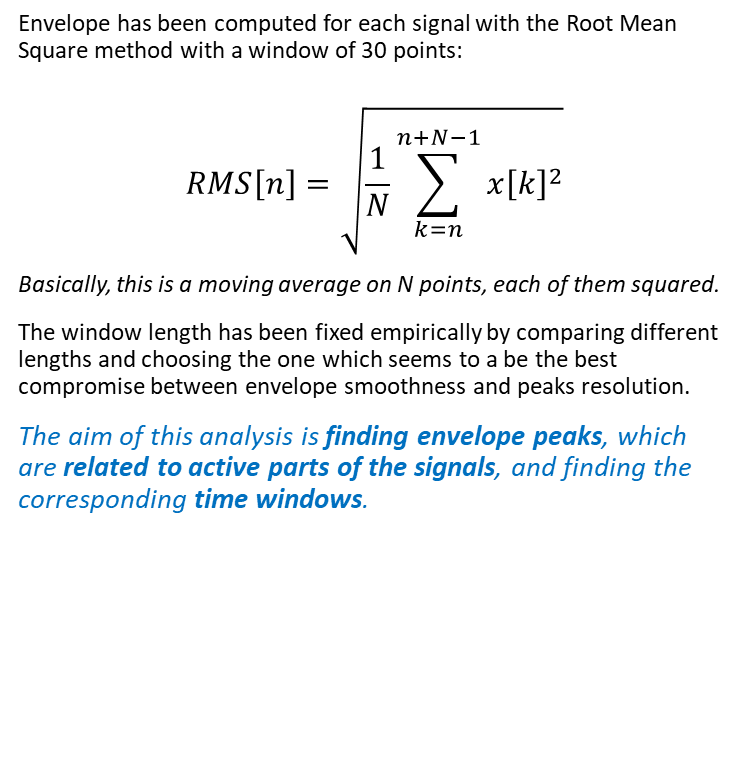 Envelope has been computed for each signal with the Root Mean
Square method with a window of 30 points:
n+N−1
RMS[n] = √ 1/N ∑ x[k]²
k=n
Basically, this is a moving average on N points, each of them squared.
The window length has been fixed empirically by comparing different
lengths and choosing the one which seems to a be the best
compromise between envelope smoothness and peaks resolution.
The aim of this analysis is finding envelope peaks, which
are related to active parts of the signals, and finding the
corresponding time windows.